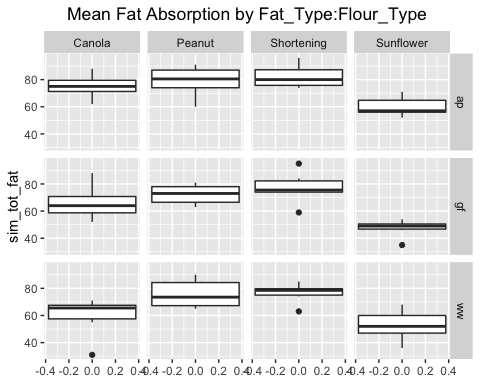 Mean Fat Absorption by Fat_Type:Flour_Type
Canola Peanut Shortening Sunflower
sim_tot_fat
80
60
40
ap
80
60
40
gf
80
60
40
ww
-0.4 -0.2 0.0 0.2 0.4 -0.4 -0.2 0.0 0.2 0.4 -0.4 -0.2 0.0 0.2 0.4 -0.4 -0.2 0.0 0.2 0.4